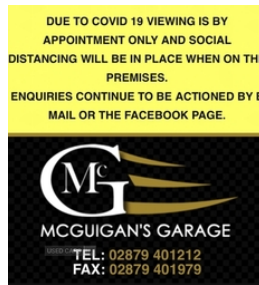 DUE TO COVID 19 VIEWING IS BY
APPOINTMENT ONLY AND SOCIAL
DISTANCING WILL BE IN PLACE WHEN ON TH
PREMISES.
ENQUIRIES CONTINUE TO BE ACTIONED BY E
MAIL OR THE FACEBOOK PAGE.
G Mc
MCGUIGAN'S GARAGE
TEL: 02879 401212
FAX: 02879 401979